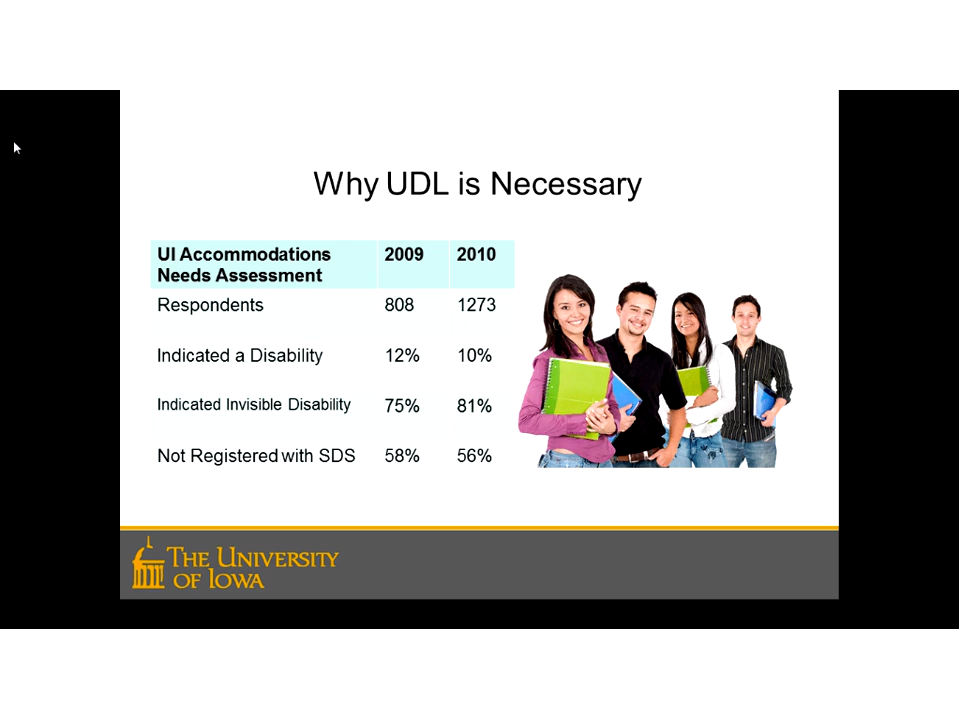 Why UDL is Necessary
UI Accommodations 2009 2010
Needs Assessment
Respondents 808 1273
Indicated a Disability 12% 10%
Indicated Invisible Disability 75% 81%
Not Registered with SDS 58% 56%
THE UNIVERSITY
OF IOWA